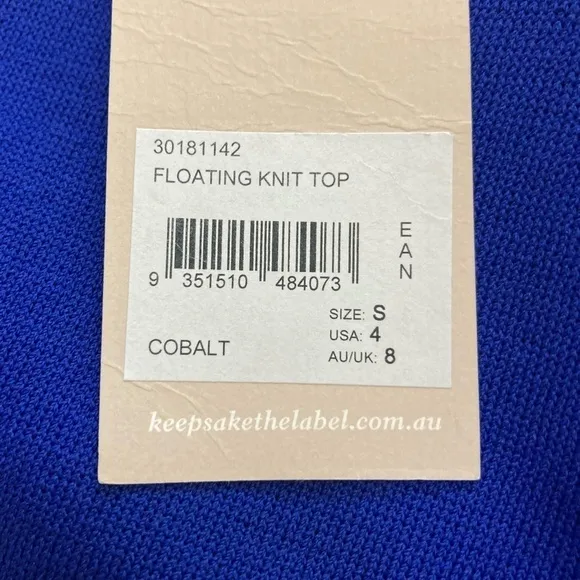 30181142
FLOATING KNIT TOP
EAN
9 351510 484073
SIZE: S
USA: 4
COBALT
AU/UK: 8
keepsakethelabel.com.au